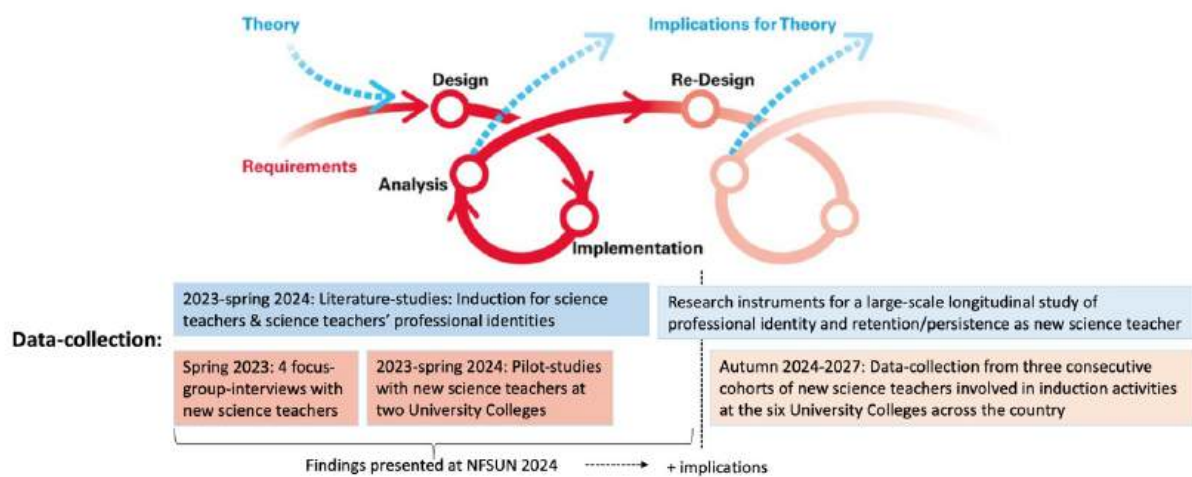 Theory
Implications for Theory
Design
Re-Design
Requirements
Analysis
Implementation
Data-collection:
2023-spring 2024: Literature-studies: Induction for science
teachers & science teachers' professional identities
Research instruments for a large-scale longitudinal study of
professional identity and retention/persistence as new science teacher
Spring 2023: 4 focus-
group-interviews with
new science teachers
2023-spring 2024: Pilot-studies
with new science teachers at
two University Colleges
Autumn 2024-2027: Data-collection from three consecutive
cohorts of new science teachers involved in induction activities
at the six University Colleges across the country
Findings presented at NFSUN 2024
+ implications